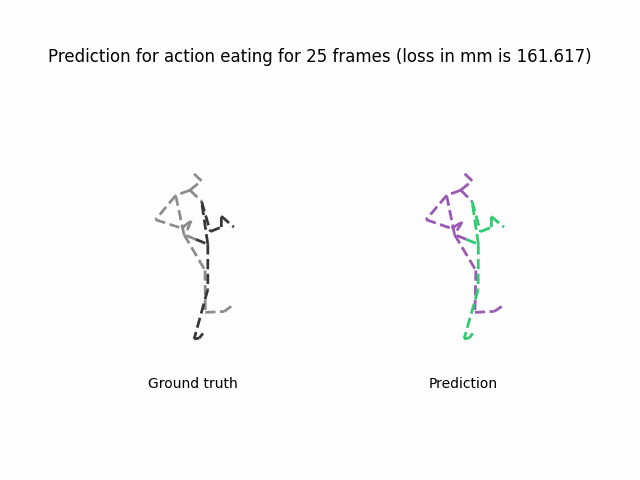 Prediction for action eating for 25 frames (loss in mm is 161.617)
Ground truth
Prediction